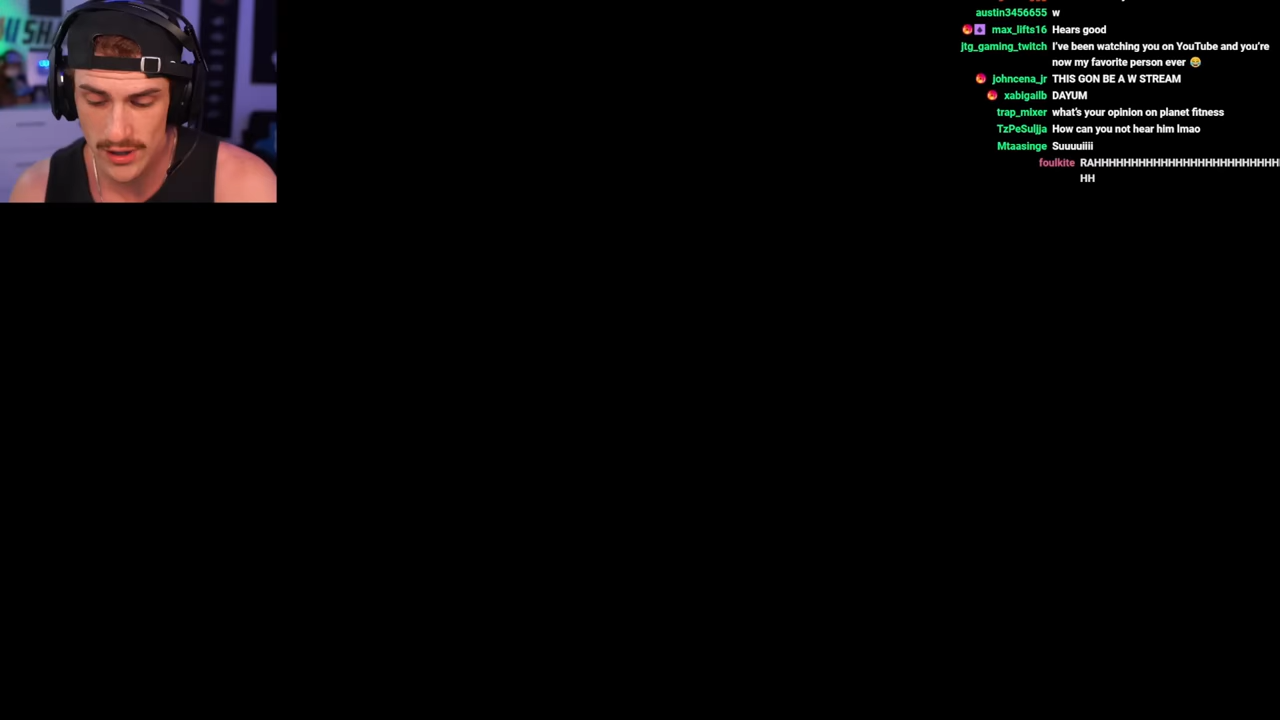 U SH
austin3456655 w
max_lifts16 Hears good
jtg_gaming_twitch I've been watching you on YouTube and you're
now my favorite person ever 😂
johncena_jr THIS GON BE A W STREAM
xabigailb DAYUM
trap_mixer what's your opinion on planet fitness
TzPeSuljja How can you not hear him lmao
Mtaasinge Suuuuiiii
foulkite RAHHHHHHHHHHHHHHHHHHHHHHHHHH
HH